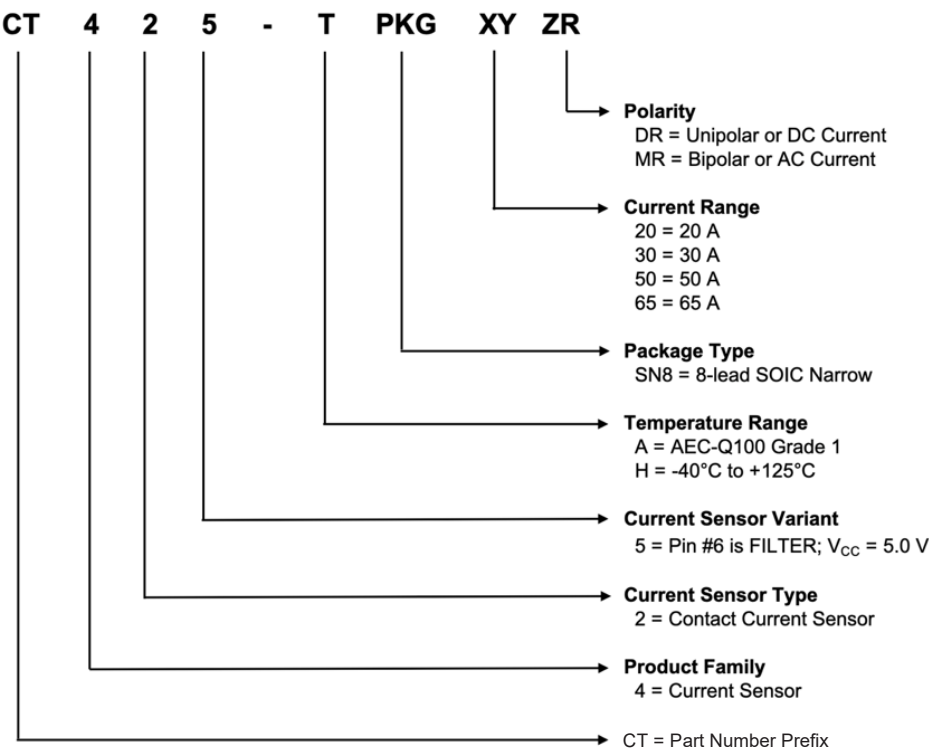 CT 4 2 5 - T PKG XY ZR
Polarity
DR = Unipolar or DC Current
MR = Bipolar or AC Current
Current Range
20 = 20 A
30 = 30 A
50 = 50 A
65 = 65 A
Package Type
SN8 = 8-lead SOIC Narrow
Temperature Range
A = AEC-Q100 Grade 1
H = -40°C to +125°C
Current Sensor Variant
5 = Pin #6 is FILTER; VCC = 5.0 V
Current Sensor Type
2 = Contact Current Sensor
Product Family
4 = Current Sensor
CT = Part Number Prefix